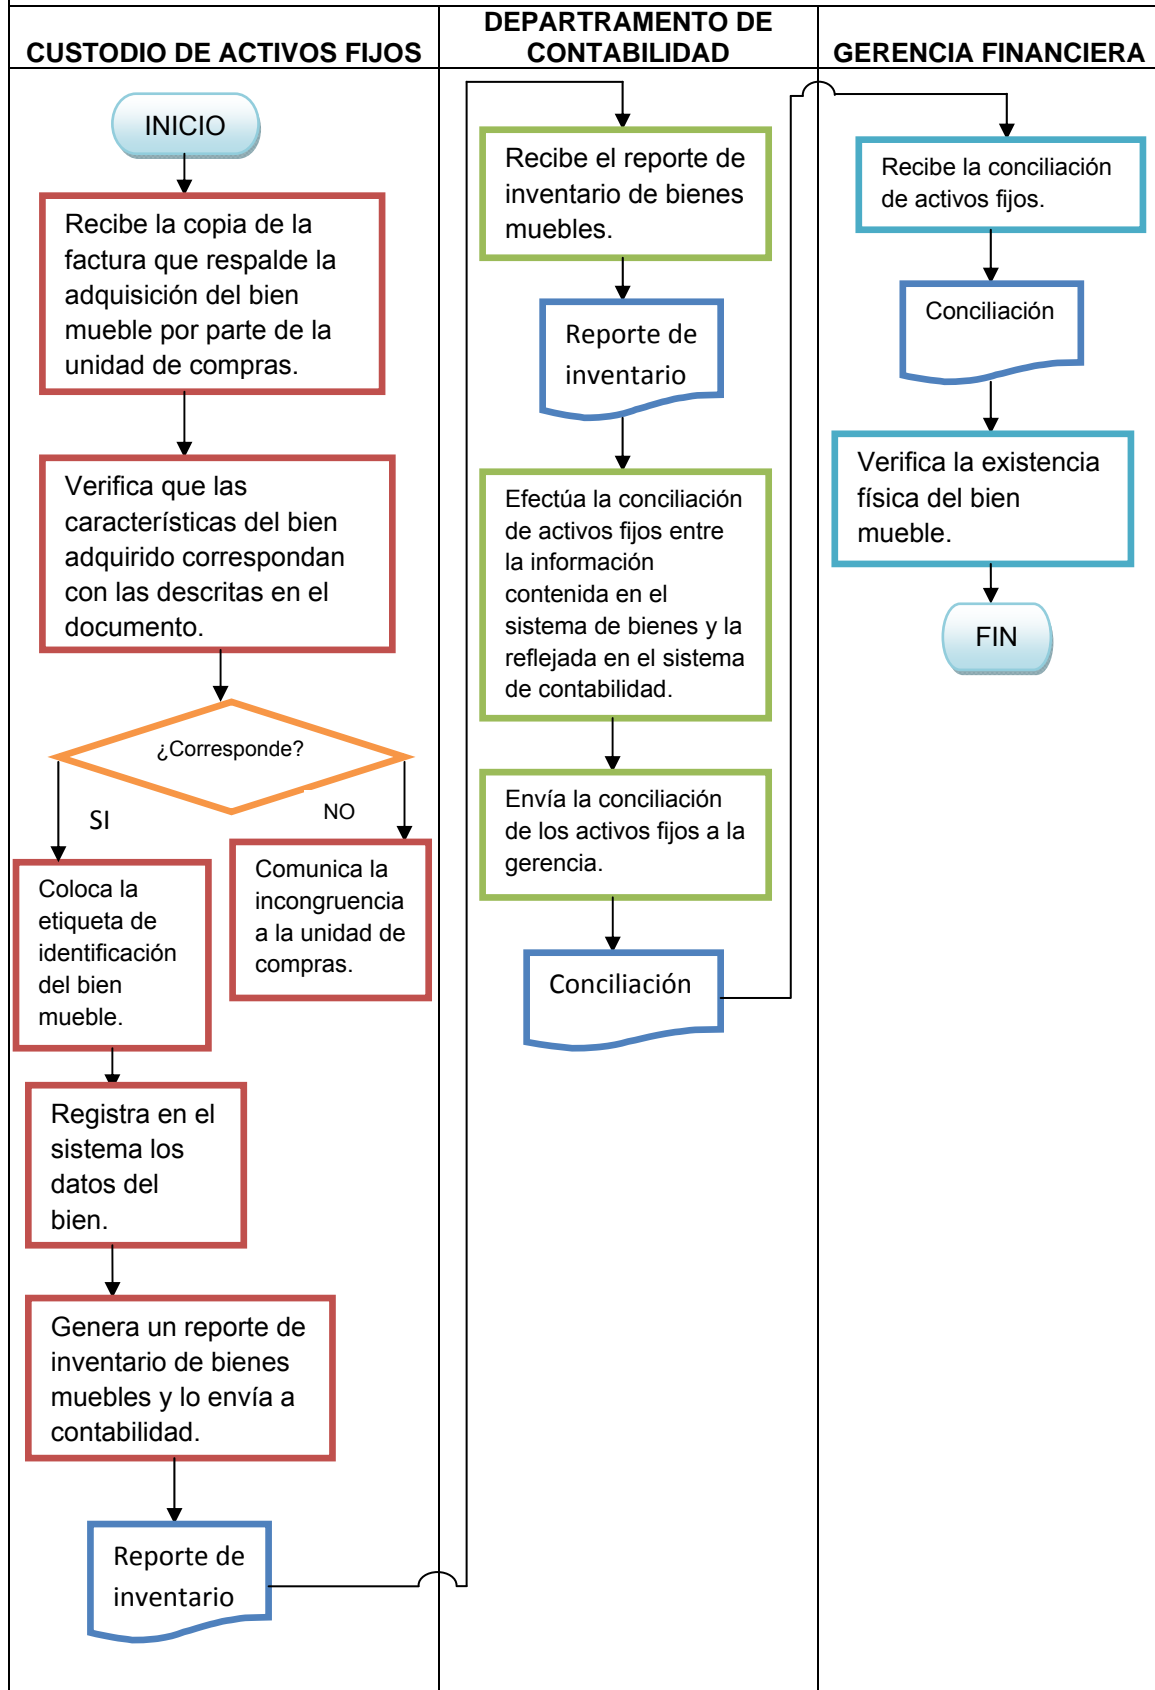 CUSTODIO DE ACTIVOS FIJOS
DEPARTRAMENTO DE
CONTABILIDAD
GERENCIA FINANCIERA
INICIO
Recibe la copia de la
factura que respalde la
adquisición del bien
mueble por parte de la
unidad de compras.
Verifica que las
características del bien
adquirido correspondan
con las descritas en el
documento.
¿Corresponde?
SI
NO
Coloca la
etiqueta de
identificación
del bien
mueble.
Comunica la
incongruencia
a la unidad de
compras.
Registra en el
sistema los
datos del
bien.
Genera un reporte de
inventario de bienes
muebles y lo envía a
contabilidad.
Reporte de
inventario
Recibe el reporte de
inventario de bienes
muebles.
Reporte de
inventario
Efectúa la conciliación
de activos fijos entre
la información
contenida en el
sistema de bienes y la
reflejada en el sistema
de contabilidad.
Envía la conciliación
de los activos fijos a la
gerencia.
Conciliación
Recibe la conciliación
de activos fijos.
Conciliación
Verifica la existencia
física del bien
mueble.
FIN